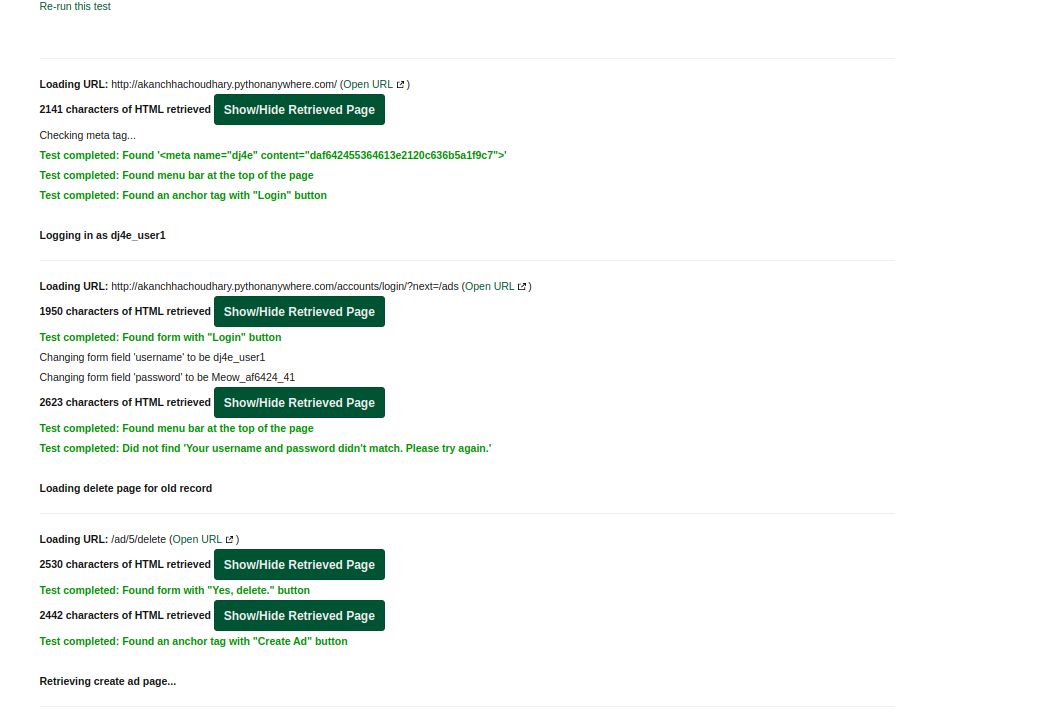 Re-run this test
Loading URL: http://akanchhachoudhary.pythonanywhere.com/ (Open URL )
2141 characters of HTML retrieved Show/Hide Retrieved Page
Checking meta tag...
Test completed: Found '<meta name="dj4e" content="daf642455364613e2120c636b5a1f9c7">'
Test completed: Found menu bar at the top of the page
Test completed: Found an anchor tag with "Login" button
Logging in as dj4e_user1
Loading URL: http://akanchhachoudhary.pythonanywhere.com/accounts/login/?next=/ads (Open URL )
1950 characters of HTML retrieved Show/Hide Retrieved Page
Test completed: Found form with "Login" button
Changing form field 'username' to be dj4e_user1
Changing form field 'password' to be Meow_af6424_41
2623 characters of HTML retrieved Show/Hide Retrieved Page
Test completed: Found menu bar at the top of the page
Test completed: Did not find 'Your username and password didn't match. Please try again.'
Loading delete page for old record
Loading URL: /ad/5/delete (Open URL )
2530 characters of HTML retrieved Show/Hide Retrieved Page
Test completed: Found form with "Yes, delete." button
2442 characters of HTML retrieved Show/Hide Retrieved Page
Test completed: Found an anchor tag with "Create Ad" button
Retrieving create ad page...